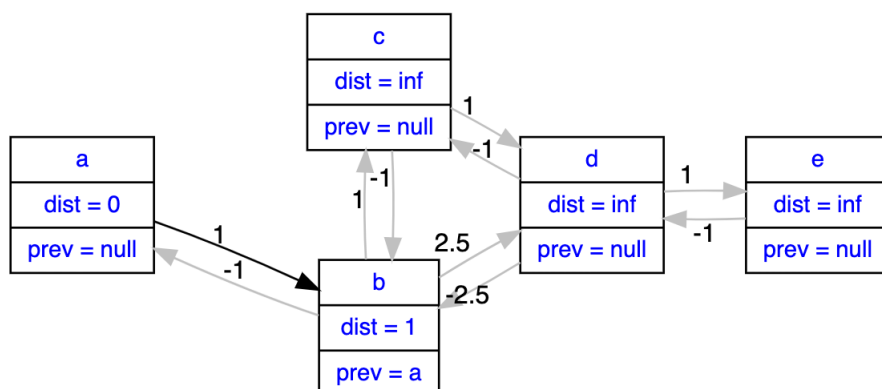 c
dist = inf
prev = null
a
dist = 0
prev = null
d
dist = inf
prev = null
e
dist = inf
prev = null
b
dist = 1
prev = a
1
-1
1
-1
1
-1
2.5
-2.5
1
-1